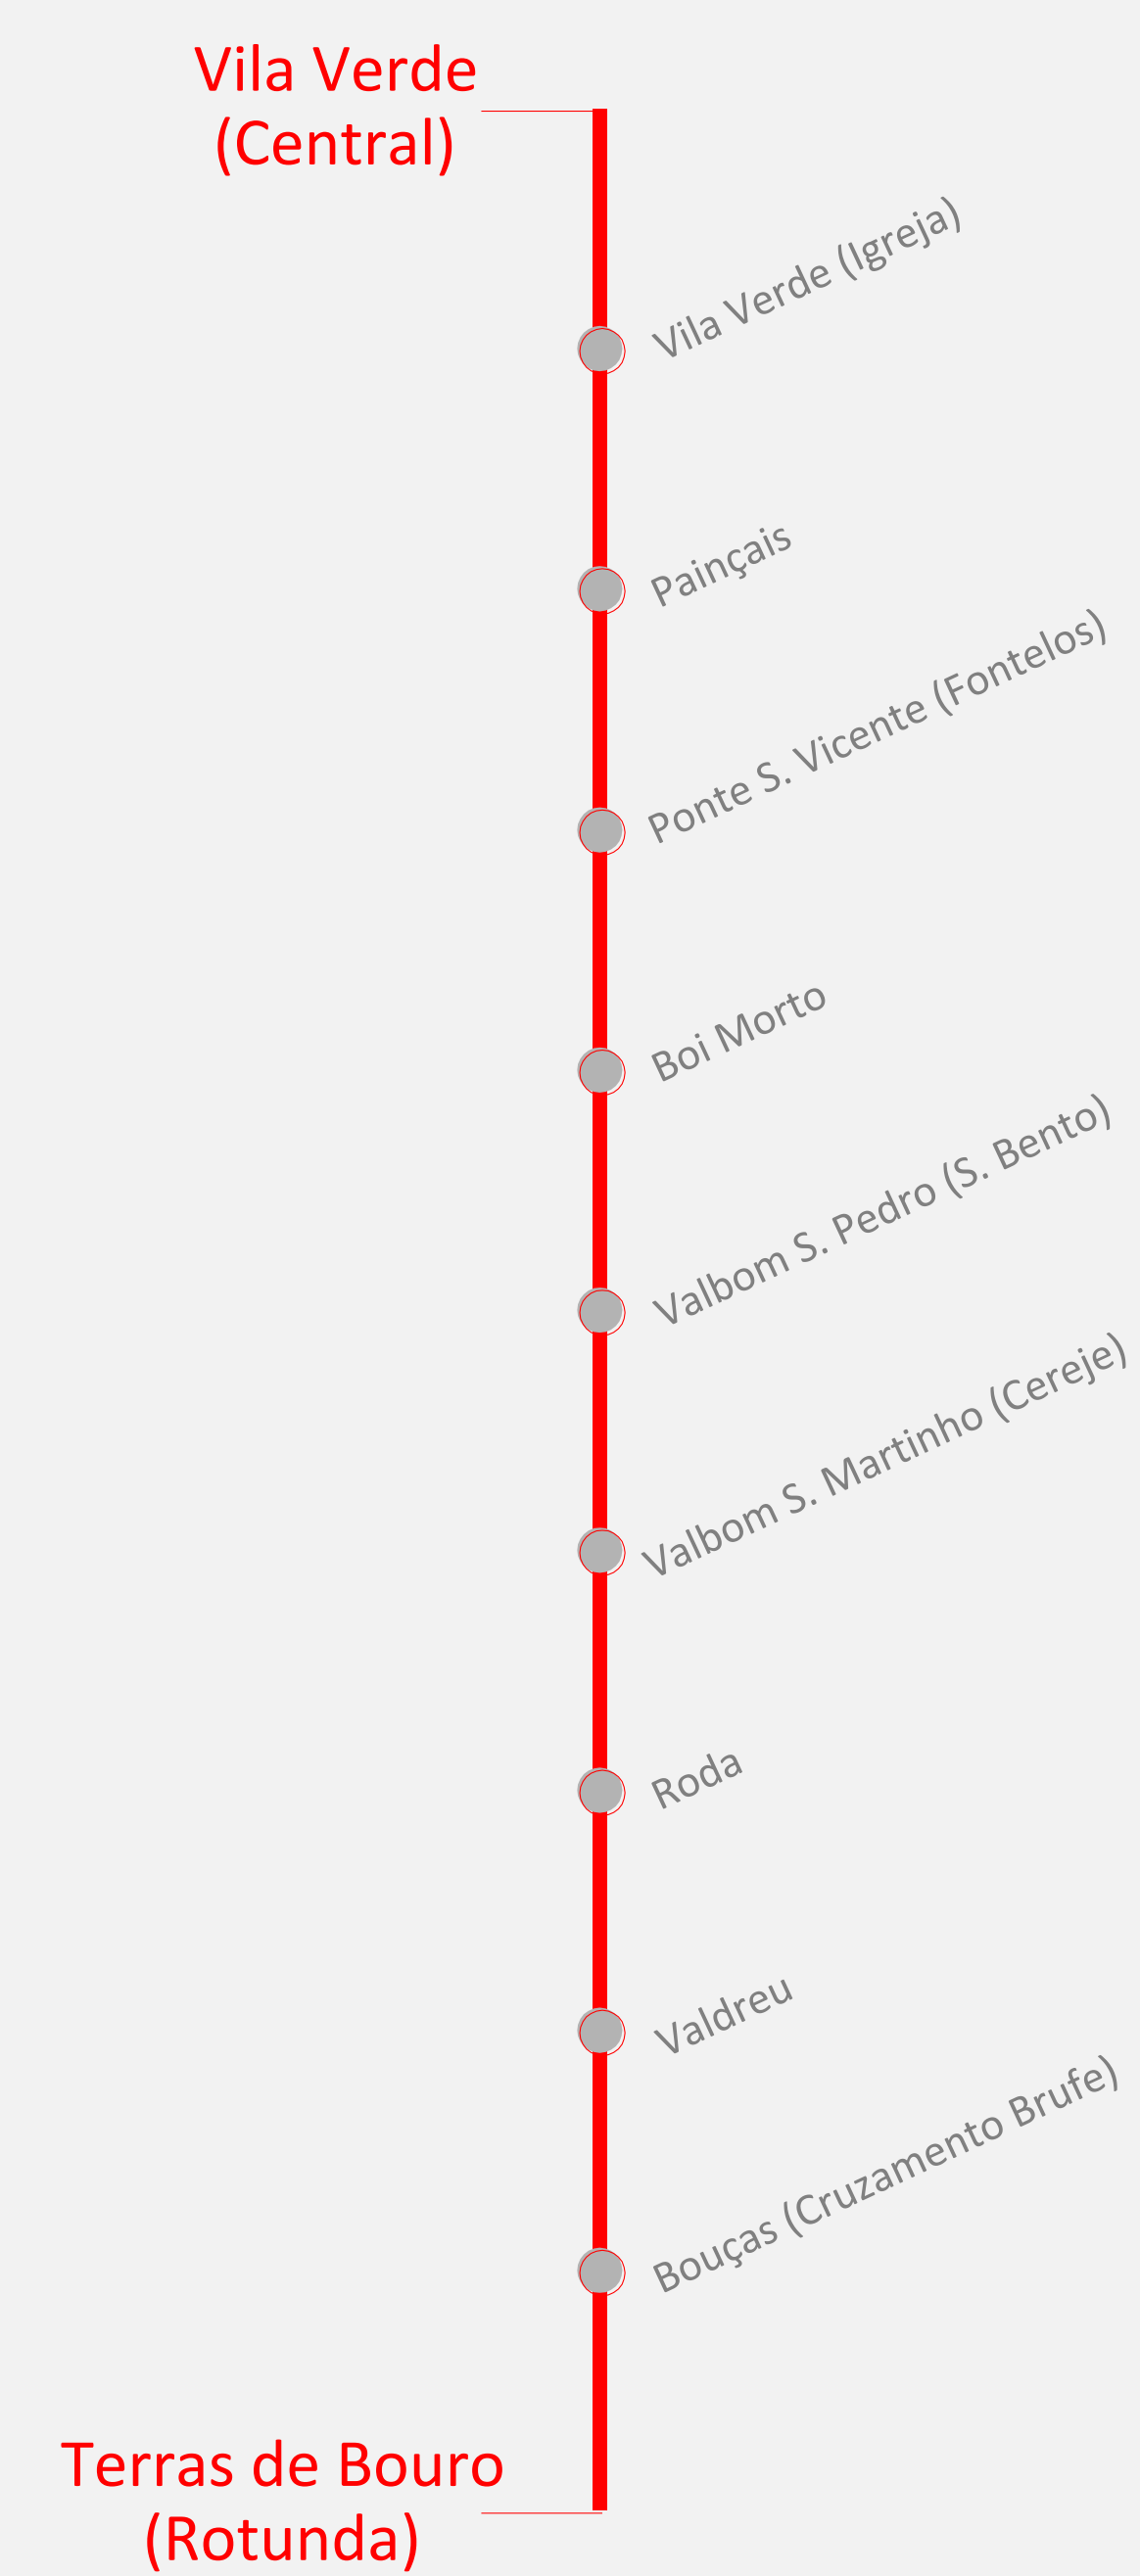 Vila Verde
(Central)
Vila Verde (Igreja)
Painçais
Ponte S. Vicente (Fontelos)
Boi Morto
Valbom S. Pedro (S. Bento)
Valbom S. Martinho (Cereje)
Roda
Valdreu
Bouças (Cruzamento Brufe)
Terras de Bouro
(Rotunda)